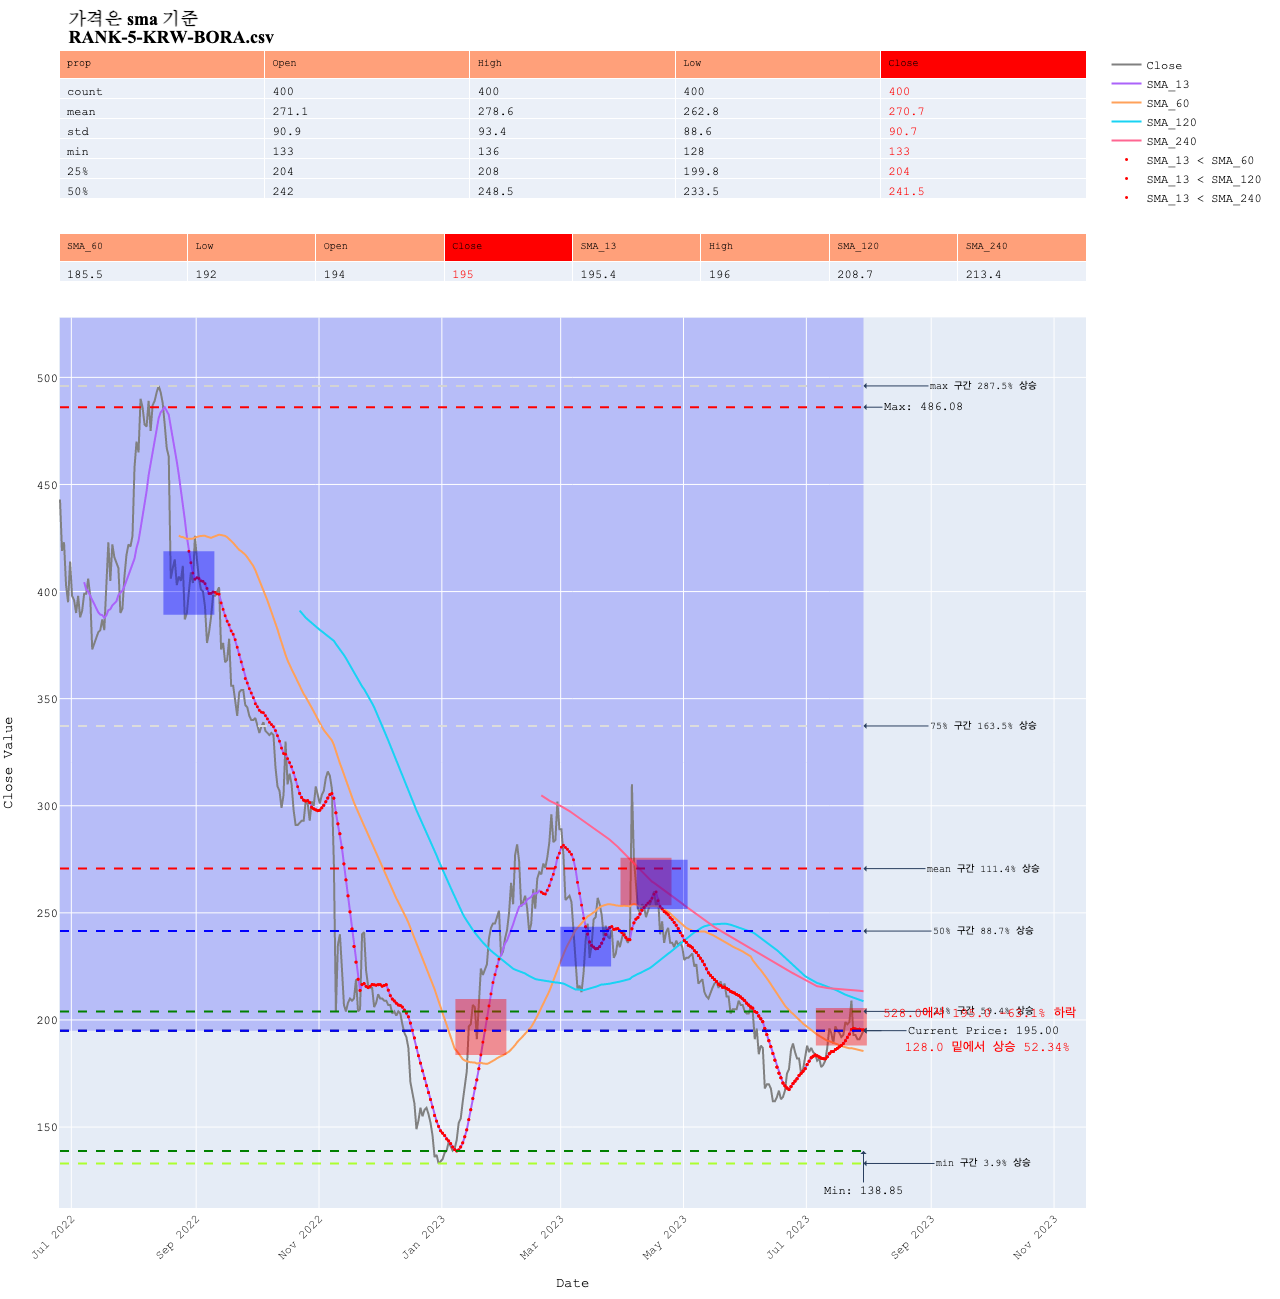 가격은 sma 기준
RANK-5-KRW-BORA.csv
prop Open High Low Close
count 400 400 400 400
mean 271.1 278.6 262.8 270.7
std 90.9 93.4 88.6 90.7
min 133 136 128 133
25% 204 208 199.8 204
50% 242 248.5 233.5 241.5
SMA_60 Low Open Close SMA_13 High SMA_120 SMA_240
185.5 192 194 195 195.4 196 208.7 213.4
Close
SMA_13
SMA_60
SMA_120
SMA_240
SMA_13 < SMA_60
SMA_13 < SMA_120
SMA_13 < SMA_240
500
450
400
350
300
250
200
150
Close Value
max 구간 287.5% 상승
Max: 486.08
75% 구간 163.5% 상승
mean 구간 111.4% 상승
50% 구간 88.7% 상승
25% 구간 59.4% 상승
528.0에서 63.1% 하락
Current Price: 195.00
128.0 밑에서 상승 52.34%
min 구간 3.9% 상승
Min: 138.85
Jul 2022
Sep 2022
Nov 2022
Jan 2023
Mar 2023
May 2023
Jul 2023
Sep 2023
Nov 2023
Date